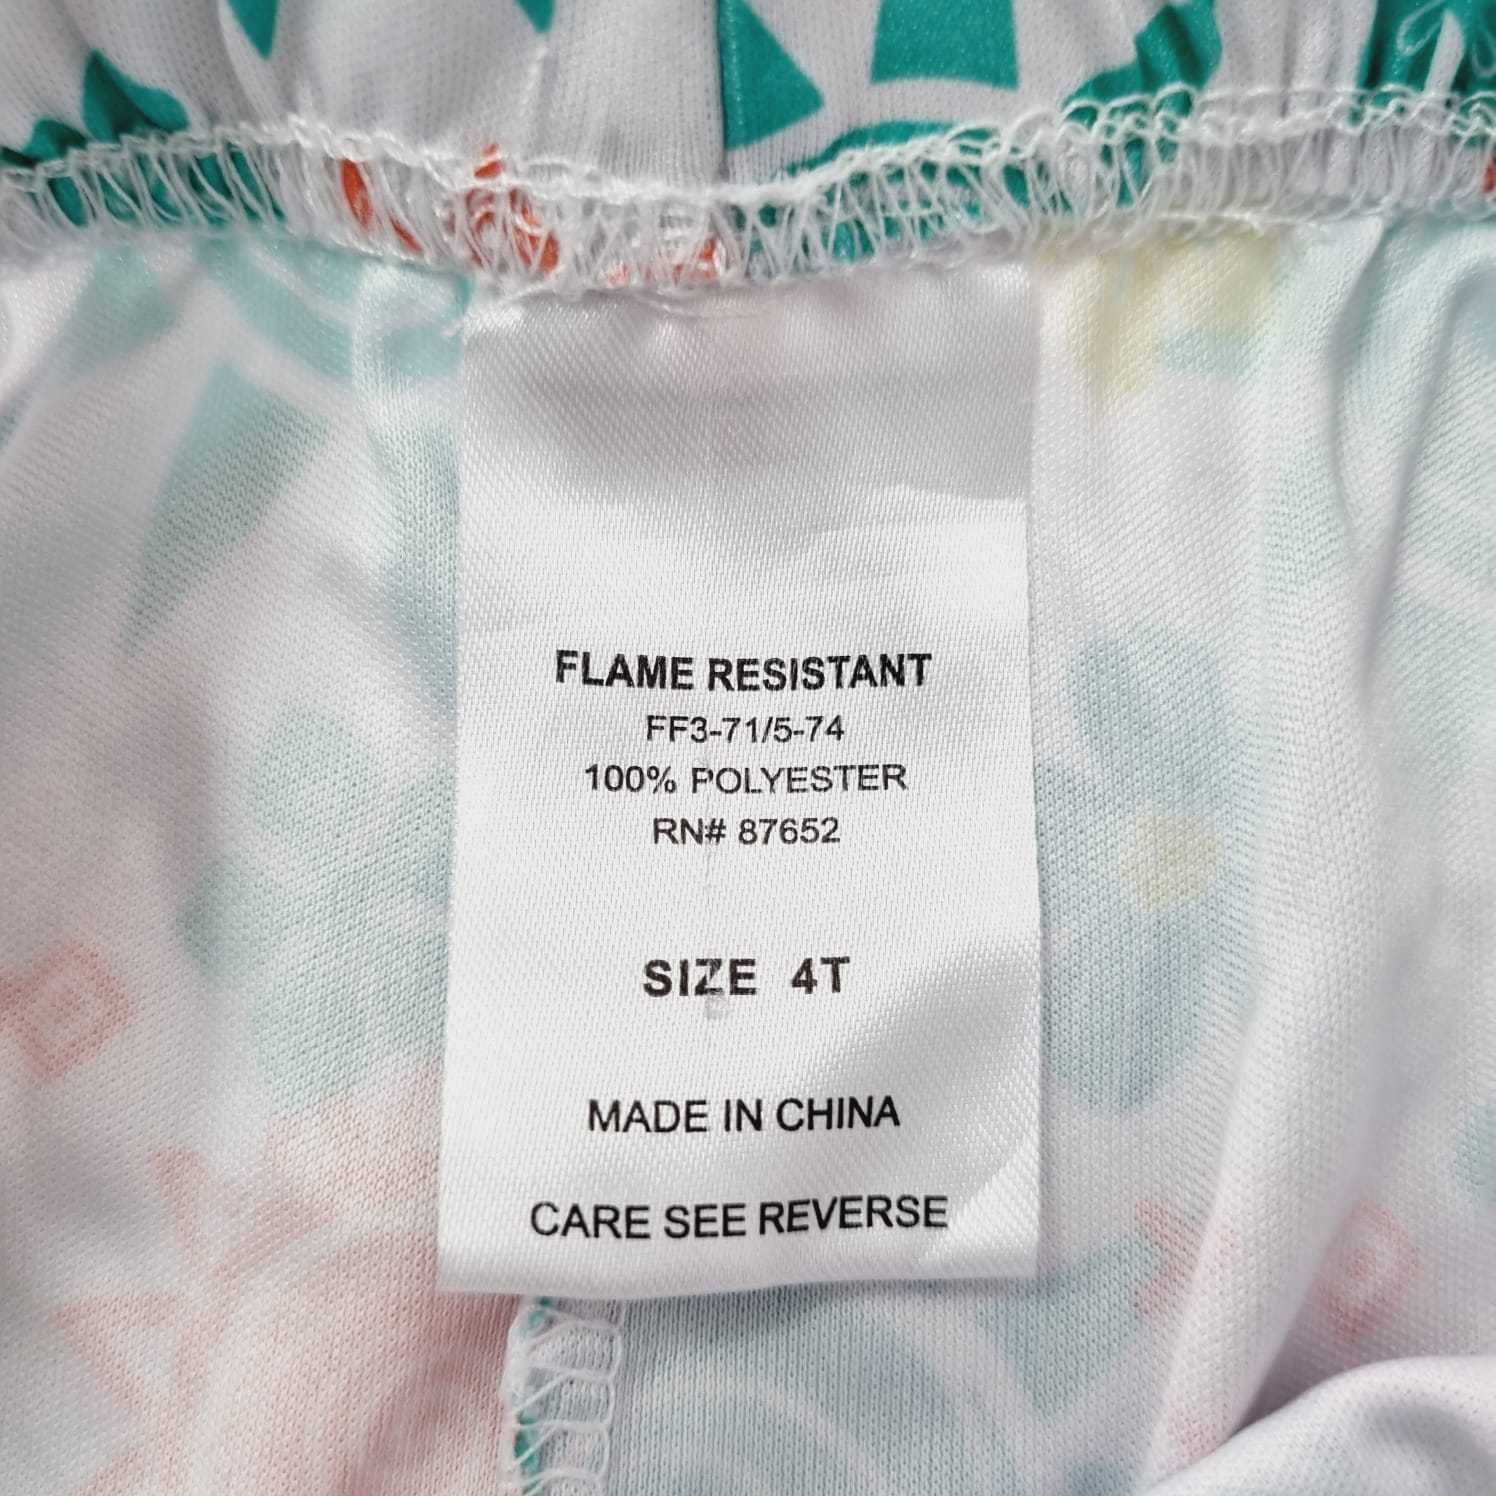 FLAME RESISTANT
FF3-71/5-74
100% POLYESTER
RN# 87652
SIZE 4T
MADE IN CHINA
CARE SEE REVERSE